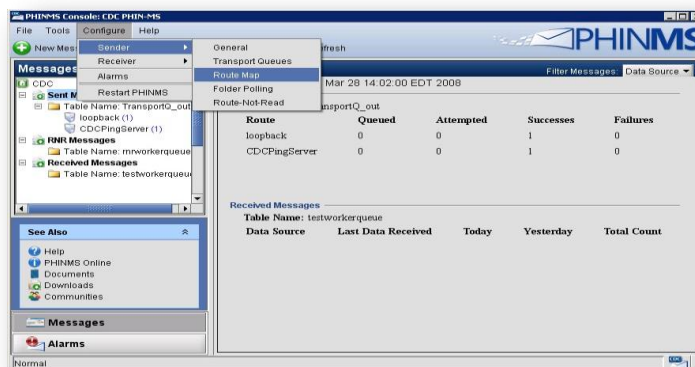 PHINMS Console: CDC PHIN-MS
File Tools Configure Help
New Mes
Sender
Receiver
Alarms
Restart PHINMS
General
Transport Queues
Route Map
Folder Polling
Route-Not-Read
fresh
PHINMS
Messages
Filter Messages: Data Source
CDC
Sent M
Table Name: TransportQ_out
loopback (1)
CDCPingServer (1)
RNR Messages
Received Messages
Table Name: testworkerqueu
Mar 28 14:02:00 EDT 2008
nsportQ_out
Route Queued Attempted Successes Failures
loopback 0 0 1 0
CDCPingServer 0 0 1 0
Received Messages
Table Name: testworkerqueue
Data Source Last Data Received Today Yesterday Total Count
See Also
Help
PHINMS Online
Documents
Downloads
Communities
Messages
Alarms
Normal